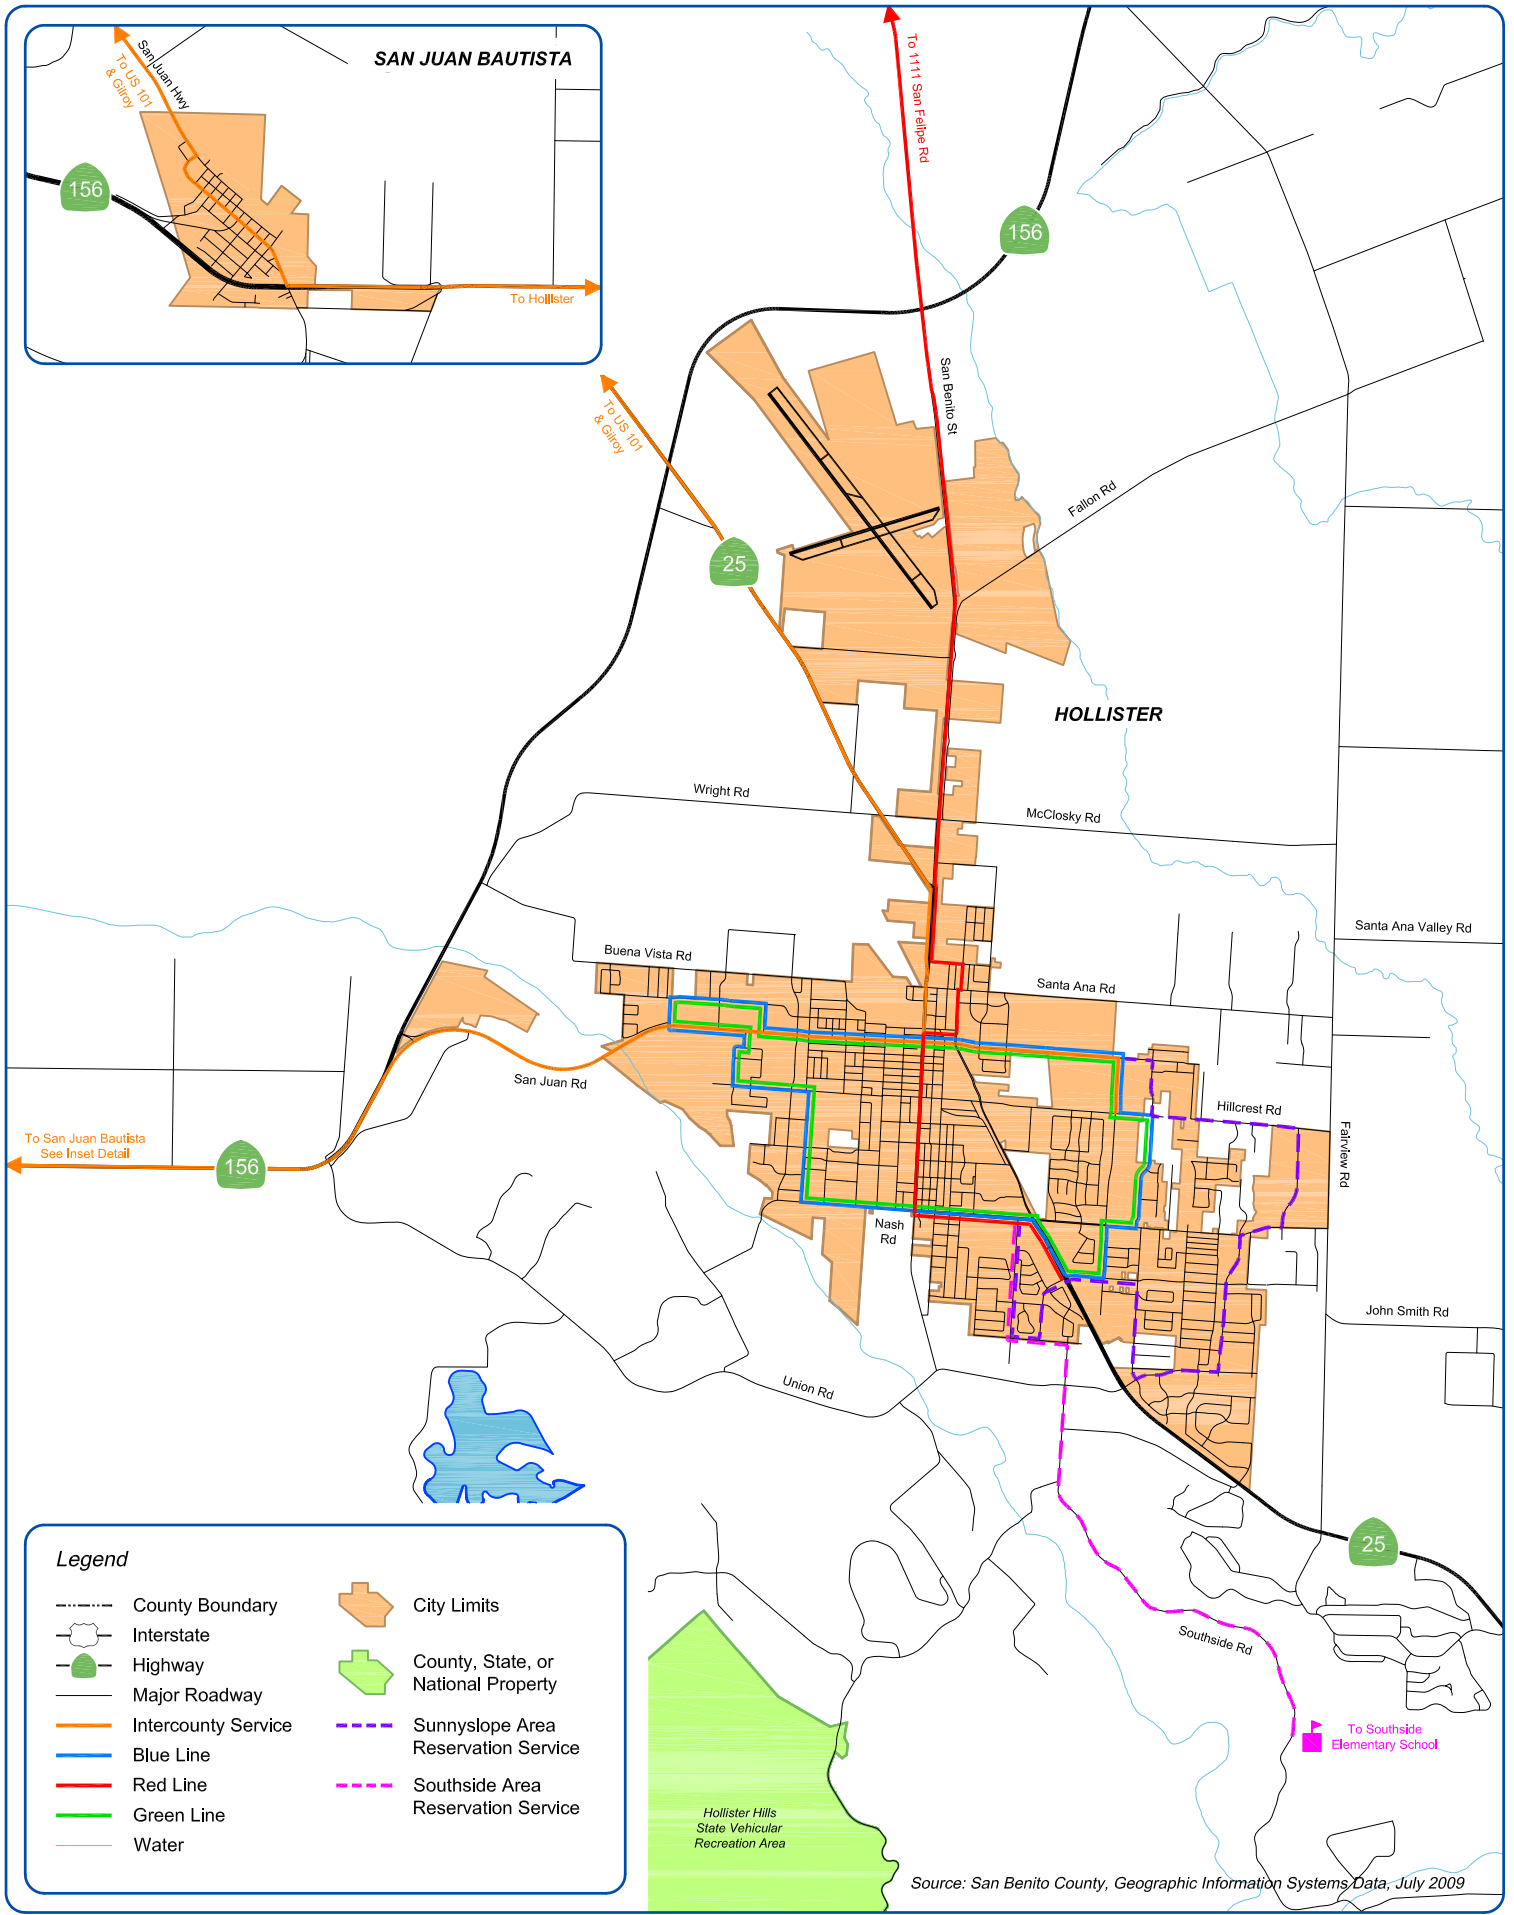 SAN JUAN BAUTISTA
San Juan Hwy
To US 101
& Gilroy
156
To Hollister
To 1111 San Felipe Rd
156
San Benito St
To US 101
& Gilroy
25
Fallon Rd
HOLLISTER
Wright Rd
McClosky Rd
Buena Vista Rd
Santa Ana Rd
Santa Ana Valley Rd
San Juan Rd
Hillcrest Rd
Fairview Rd
To San Juan Bautista
See Inset Detail
156
Nash
Rd
John Smith Rd
Union Rd
25
Southside Rd
To Southside
Elementary School
Hollister Hills
State Vehicular
Recreation Area
Legend
County Boundary
Interstate
Highway
Major Roadway
Intercounty Service
Blue Line
Red Line
Green Line
Water
City Limits
County, State, or
National Property
Sunnyslope Area
Reservation Service
Southside Area
Reservation Service
Source: San Benito County, Geographic Information Systems Data, July 2009